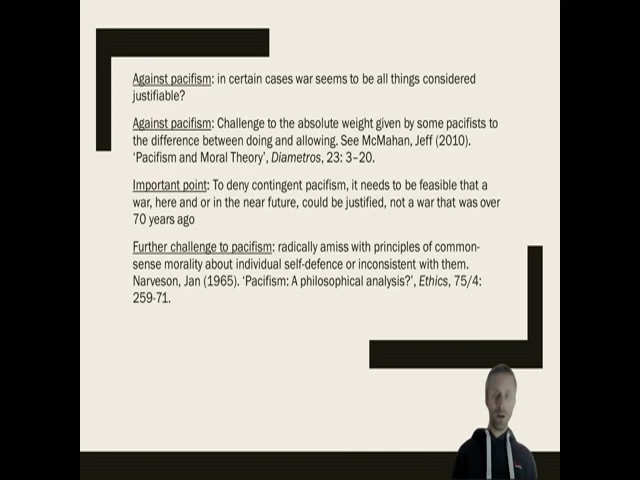 Against pacifism: in certain cases war seems to be all things considered
justifiable?
Against pacifism: Challenge to the absolute weight given by some pacifists to
the difference between doing and allowing. See McMahan, Jeff (2010).
'Pacifism and Moral Theory', Diametros, 23: 3–20.
Important point: To deny contingent pacifism, it needs to be feasible that a
war, here and or in the near future, could be justified, not a war that was over
70 years ago
Further challenge to pacifism: radically amiss with principles of common-
sense morality about individual self-defence or inconsistent with them.
Narveson, Jan (1965). 'Pacifism: A philosophical analysis?', Ethics, 75/4:
259-71.